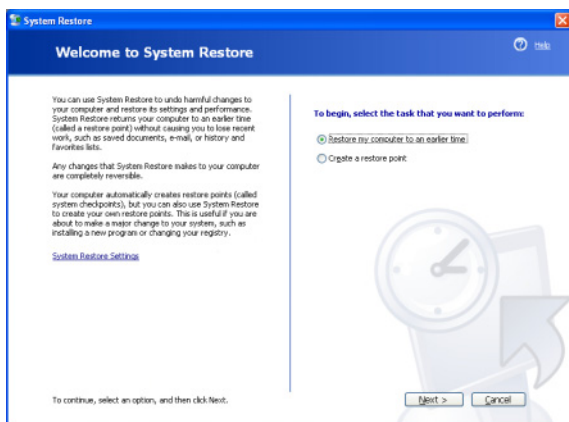 System Restore
Welcome to System Restore
Help
You can use System Restore to undo harmful changes to
your computer and restore its settings and performance.
System Restore returns your computer to an earlier time
(called a restore point) without causing you to lose recent
work, such as saved documents, e-mail, or history and
favorites lists.
Any changes that System Restore makes to your computer
are completely reversible.
Your computer automatically creates restore points (called
system checkpoints), but you can also use System Restore
to create your own restore points. This is useful if you are
about to make a major change to your system, such as
installing a new program or changing your registry.
System Restore Settings
To begin, select the task that you want to perform:
Restore my computer to an earlier time
Create a restore point
To continue, select an option, and then click Next.
Next >
Cancel